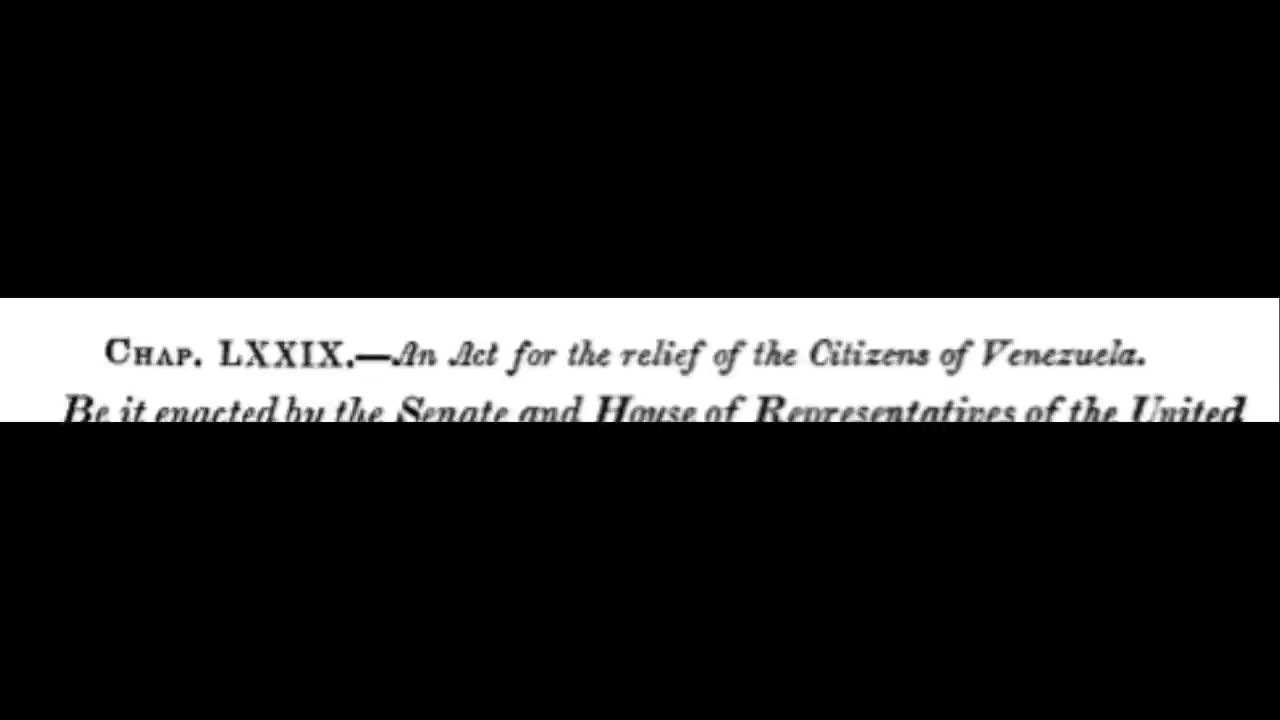 CHAP. LXXIX.—An Act for the relief of the Citizens of Venezuela.
Be it enacted by the Senate and House of Representatives of the United